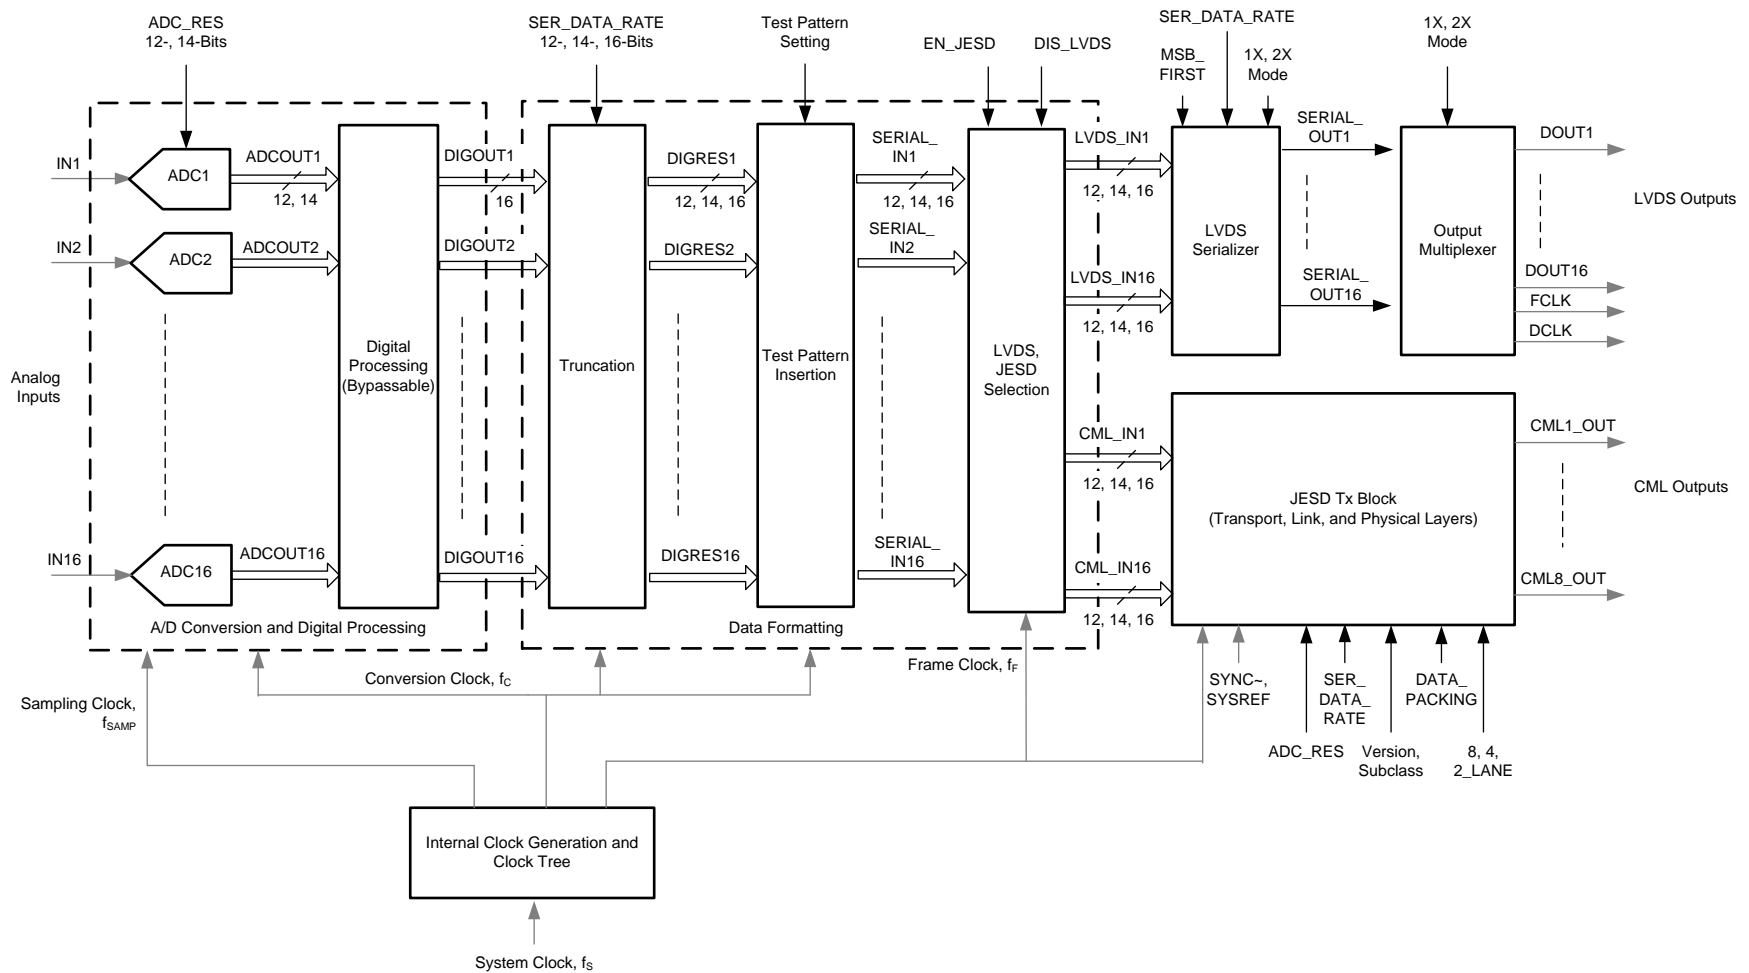 ADC_RES
12-, 14-Bits
SER_DATA_RATE
12-, 14-, 16-Bits
Test Pattern
Setting
EN_JESD
DIS_LVDS
SER_DATA_RATE
MSB_
FIRST
1X, 2X
Mode
1X, 2X
Mode
IN1
ADC1
ADCOUT1
12, 14
DIGOUT1
16
DIGRES1
12, 14, 16
SERIAL_
IN1
12, 14, 16
LVDS_IN1
12, 14, 16
SERIAL_
OUT1
DOUT1
LVDS Outputs
IN2
ADC2
ADCOUT2
DIGOUT2
DIGRES2
SERIAL_
IN2
LVDS
Serializer
Output
Multiplexer
LVDS_IN16
12, 14, 16
SERIAL_
OUT16
DOUT16
FCLK
DCLK
Analog
Inputs
Digital
Processing
(Bypassable)
Truncation
Test Pattern
Insertion
LVDS,
JESD
Selection
CML_IN1
12, 14, 16
JESD Tx Block
(Transport, Link, and Physical Layers)
CML1_OUT
CML Outputs
CML8_OUT
IN16
ADC16
ADCOUT16
DIGOUT16
DIGRES16
SERIAL_
IN16
CML_IN16
12, 14, 16
A/D Conversion and Digital Processing
Data Formatting
Sampling Clock,
fSAMP
Conversion Clock, fC
Frame Clock, fF
SYNC~,
SYSREF
ADC_RES
SER_
DATA_
RATE
Version,
Subclass
DATA_
PACKING
8, 4,
2_LANE
Internal Clock Generation and
Clock Tree
System Clock, fS